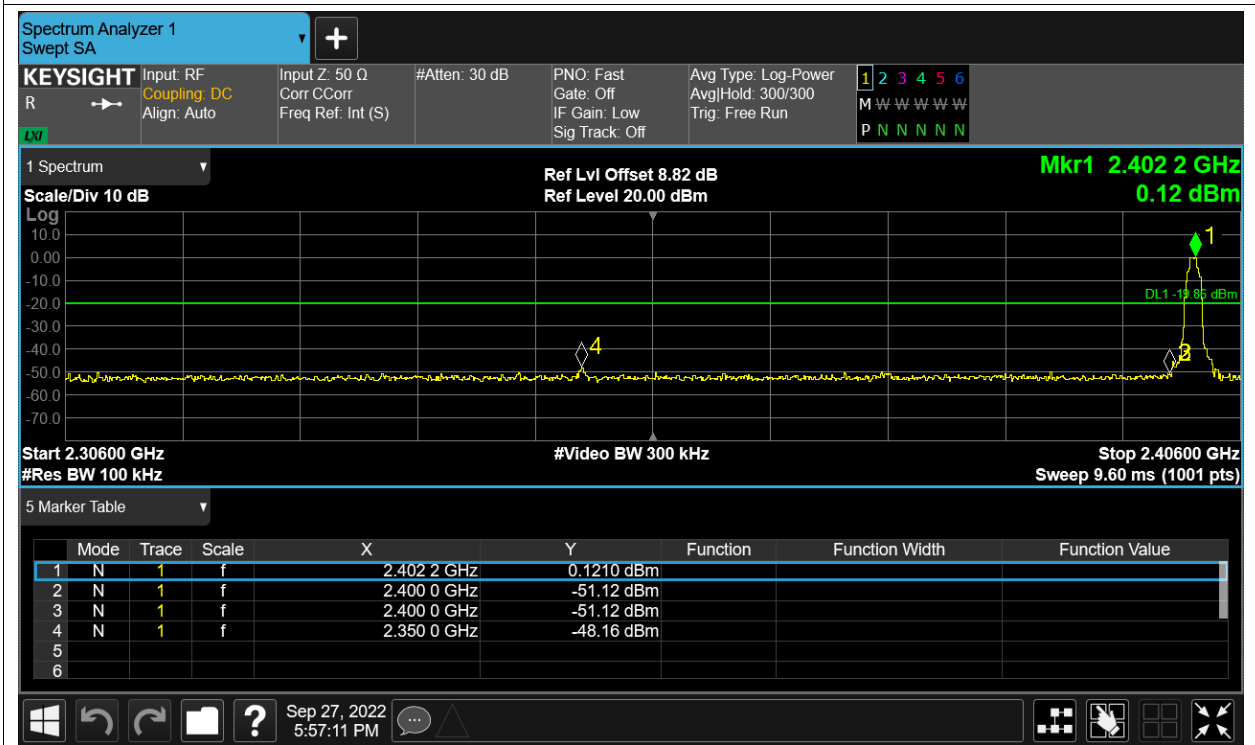 Spectrum Analyzer 1
Swept SA
+
KEYSIGHT Input: RF Input Z: 50 Ω #Atten: 30 dB PNO: Fast Avg Type: Log-Power 1 2 3 4 5 6
R Coupling: DC Corr CCorr Gate: Off Avg|Hold: 300/300 M W W W W W
Align: Auto Freq Ref: Int (S) IF Gain: Low Trig: Free Run
LXI Sig Track: Off P N N N N N
1 Spectrum Ref Lvl Offset 8.82 dB Mkr1 2.402 2 GHz
Scale/Div 10 dB Ref Level 20.00 dBm 0.12 dBm
Log
10.0 1
0.00
-10.0
-20.0 DL1 -19.86 dBm
-30.0
-40.0 4
-50.0
-60.0
-70.0
Start 2.30600 GHz #Video BW 300 kHz Stop 2.40600 GHz
#Res BW 100 kHz Sweep 9.60 ms (1001 pts)
5 Marker Table
Mode Trace Scale X Y Function Function Width Function Value
1 N 1 f 2.402 2 GHz 0.1210 dBm
2 N 1 f 2.400 0 GHz -51.12 dBm
3 N 1 f 2.400 0 GHz -51.12 dBm
4 N 1 f 2.350 0 GHz -48.16 dBm
5
6
? Sep 27, 2022
5:57:11 PM